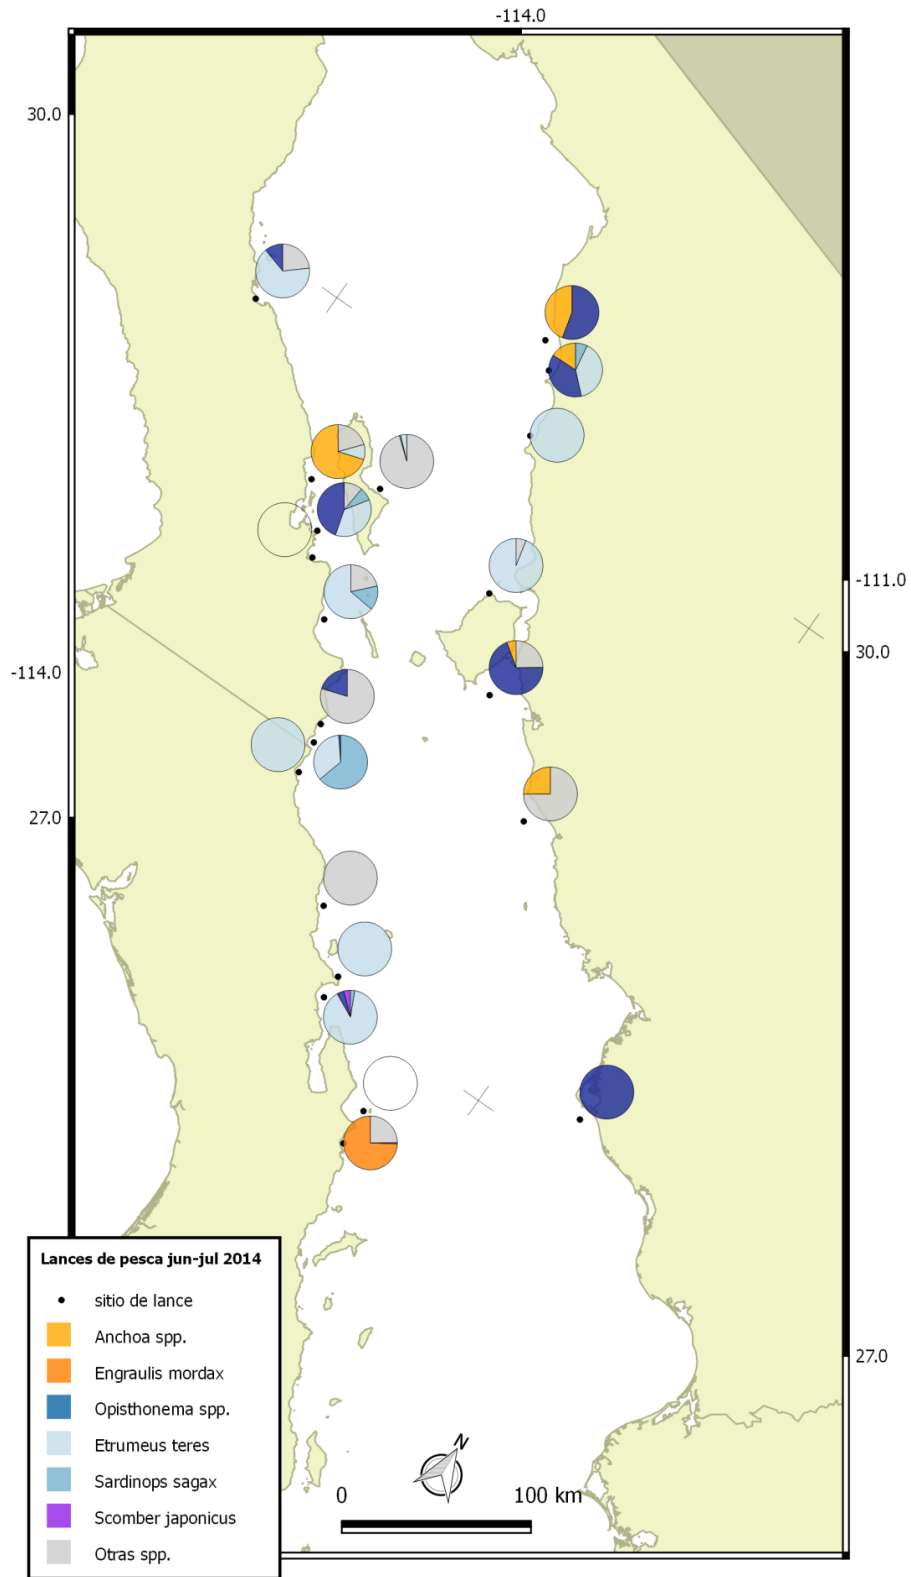 -114.0
30.0
-111.0
30.0
-114.0
27.0
27.0
Lances de pesca jun-jul 2014
sitio de lance
Anchoa spp.
Engraulis mordax
Opisthonema spp.
Etrumeus teres
Sardinops sagax
Scomber japonicus
Otras spp.
N
0 100 km